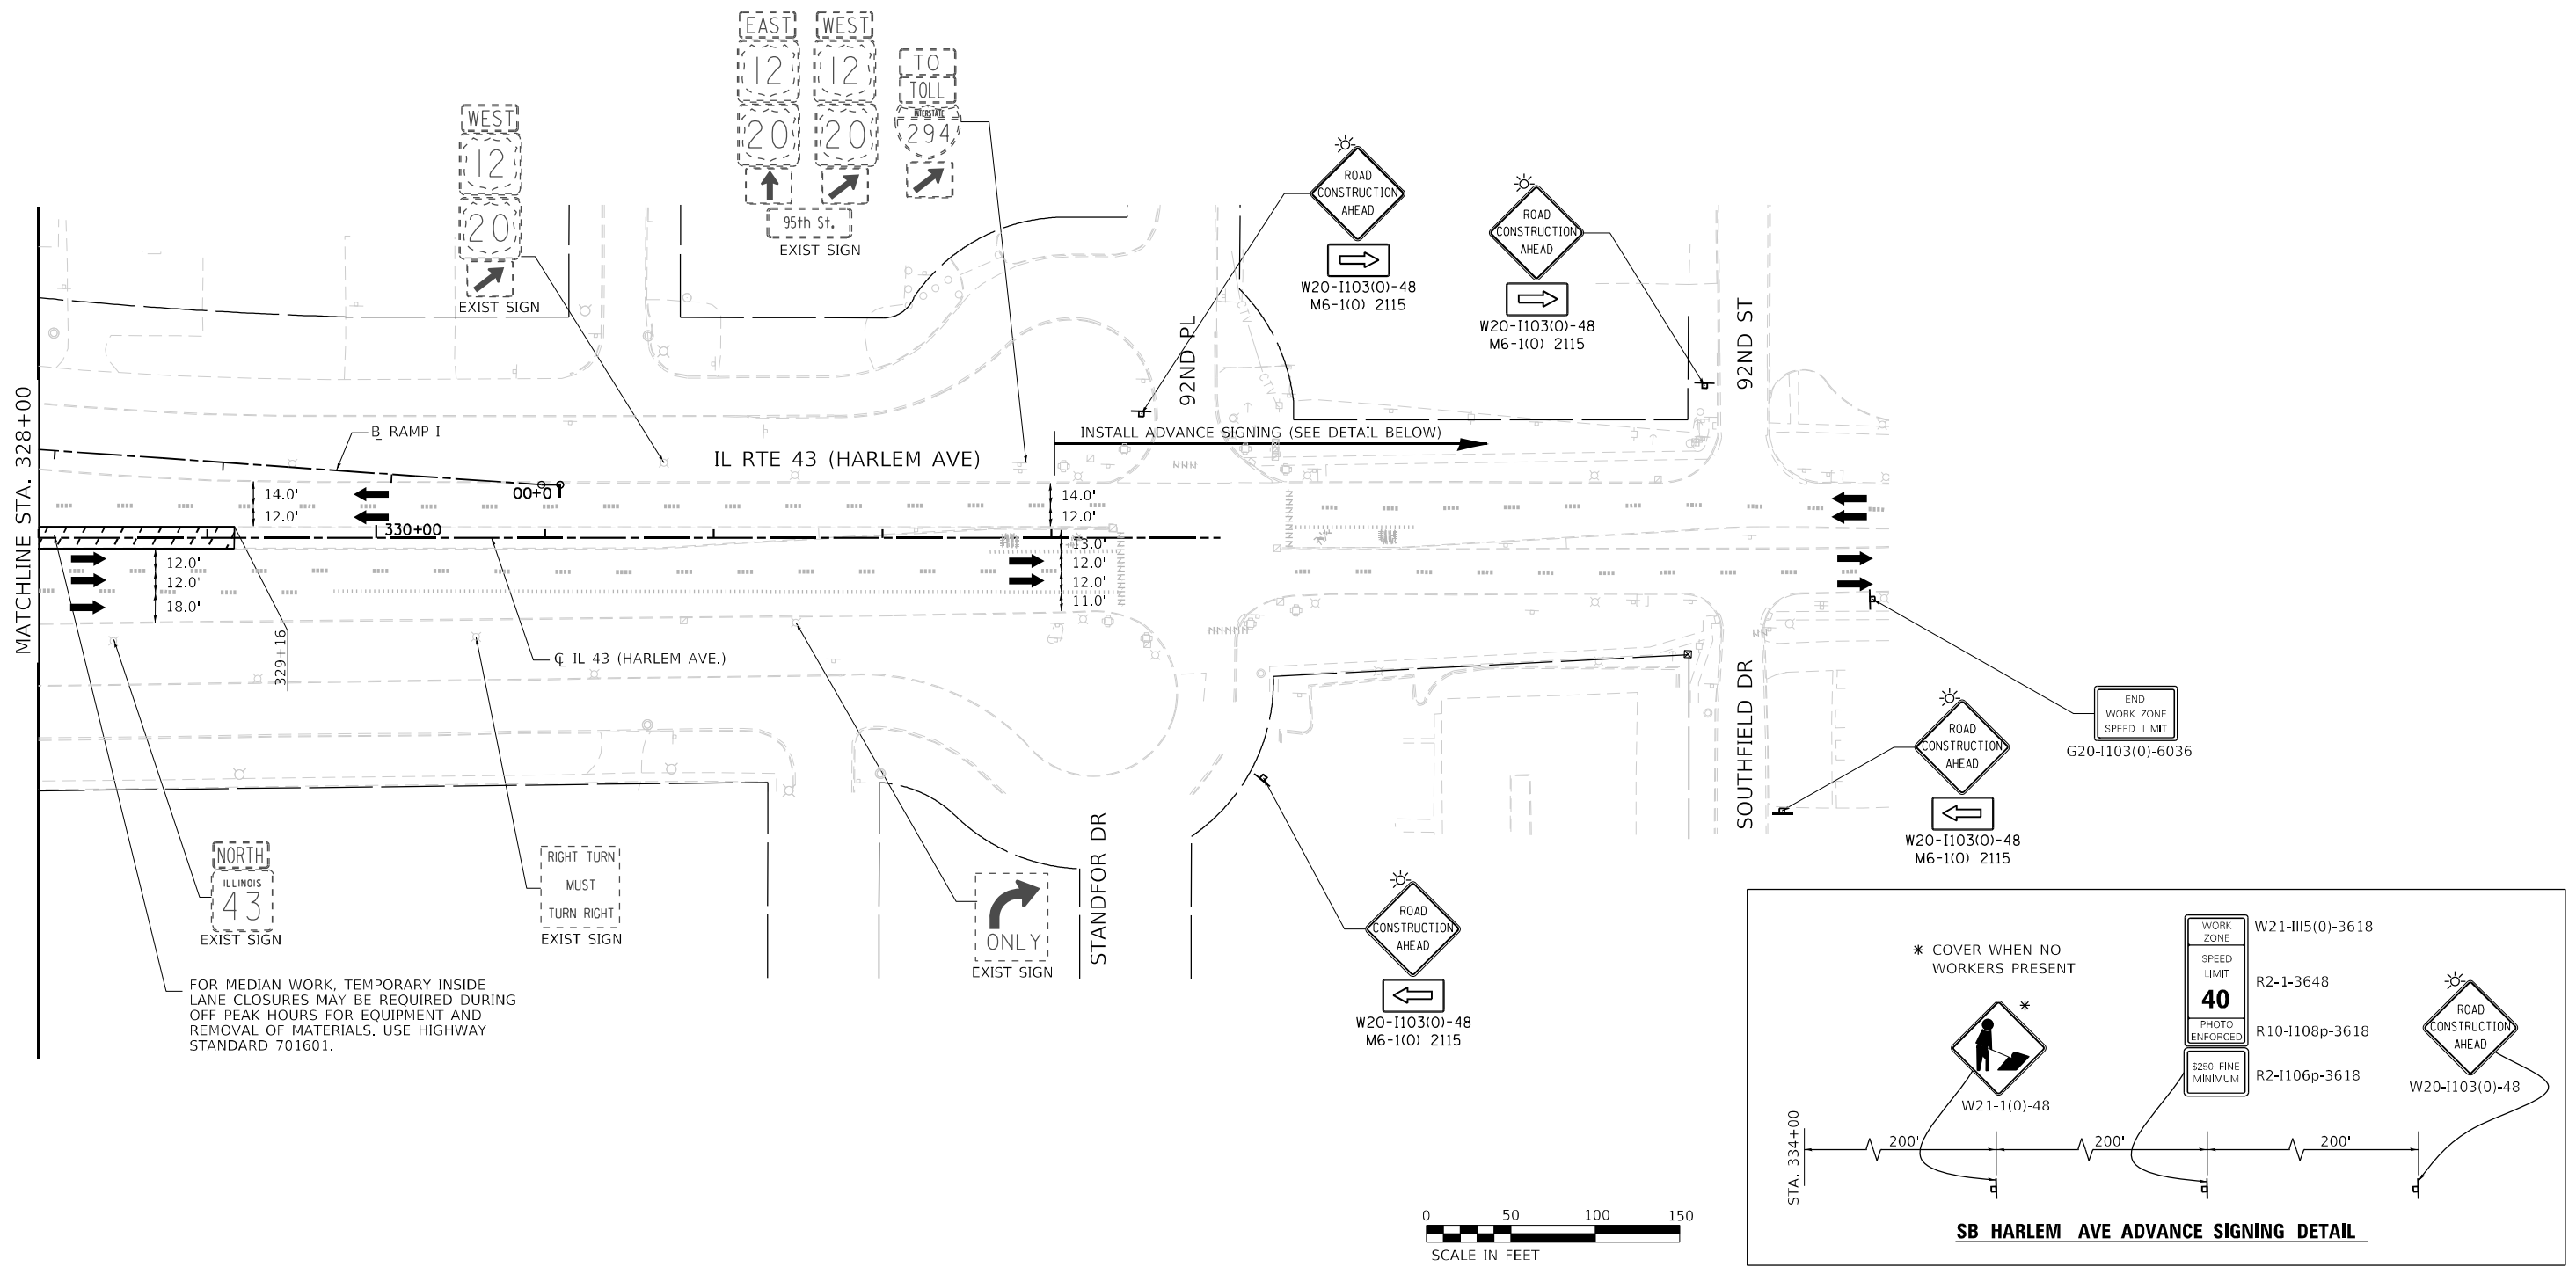 EAST
WEST
12
12
20
20
95th St.
EXIST SIGN
TO
TOLL
INTERSTATE
294
WEST
12
20
EXIST SIGN
ROAD
CONSTRUCTION
AHEAD
W20-I103(0)-48
M6-1(0) 2115
ROAD
CONSTRUCTION
AHEAD
W20-I103(0)-48
M6-1(0) 2115
92ND PL
92ND ST
CTV
CTV
MATCHLINE STA. 328+00
B RAMP I
IL RTE 43 (HARLEM AVE)
INSTALL ADVANCE SIGNING (SEE DETAIL BELOW)
14.0'
12.0'
10+00
330+00
14.0'
12.0'
13.0'
12.0'
12.0'
11.0'
12.0'
12.0'
18.0'
329+16
CL IL 43 (HARLEM AVE.)
STANDFOR DR
SOUTHFIELD DR
END
WORK ZONE
SPEED LIMIT
G20-I103(0)-6036
ROAD
CONSTRUCTION
AHEAD
W20-I103(0)-48
M6-1(0) 2115
NORTH
ILLINOIS
43
EXIST SIGN
RIGHT TURN
MUST
TURN RIGHT
EXIST SIGN
ONLY
EXIST SIGN
ROAD
CONSTRUCTION
AHEAD
W20-I103(0)-48
M6-1(0) 2115
FOR MEDIAN WORK, TEMPORARY INSIDE
LANE CLOSURES MAY BE REQUIRED DURING
OFF PEAK HOURS FOR EQUIPMENT AND
REMOVAL OF MATERIALS. USE HIGHWAY
STANDARD 701601.
* COVER WHEN NO
WORKERS PRESENT
*
W21-1(0)-48
WORK
ZONE
SPEED
LIMIT
40
PHOTO
ENFORCED
$250 FINE
MINIMUM
W21-III5(0)-3618
R2-1-3648
R10-I108p-3618
R2-I106p-3618
ROAD
CONSTRUCTION
AHEAD
W20-I103(0)-48
STA. 334+00
200'
200'
200'
SB HARLEM AVE ADVANCE SIGNING DETAIL
0 50 100 150
SCALE IN FEET